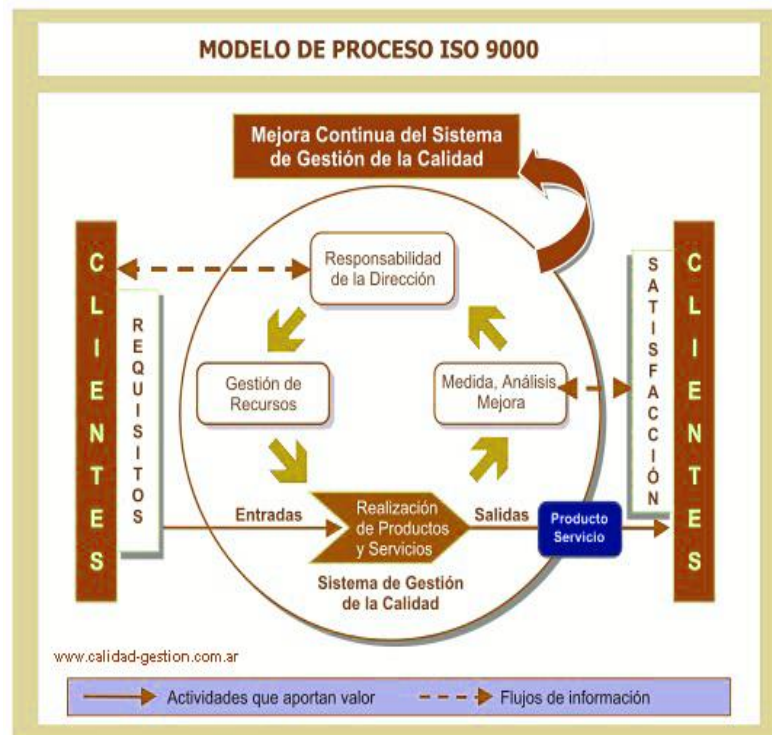 MODELO DE PROCESO ISO 9000
Mejora Continua del Sistema
de Gestión de la Calidad
CLIENTES
REQUISITOS
Responsabilidad
de la Dirección
Gestión de
Recursos
Medida, Análisis
Mejora
SATISFACCIÓN
CLIENTES
Entradas
Realización
de Productos
y Servicios
Salidas
Producto
Servicio
Sistema de Gestión
de la Calidad
www.calidad-gestion.com.ar
Actividades que aportan valor
Flujos de información